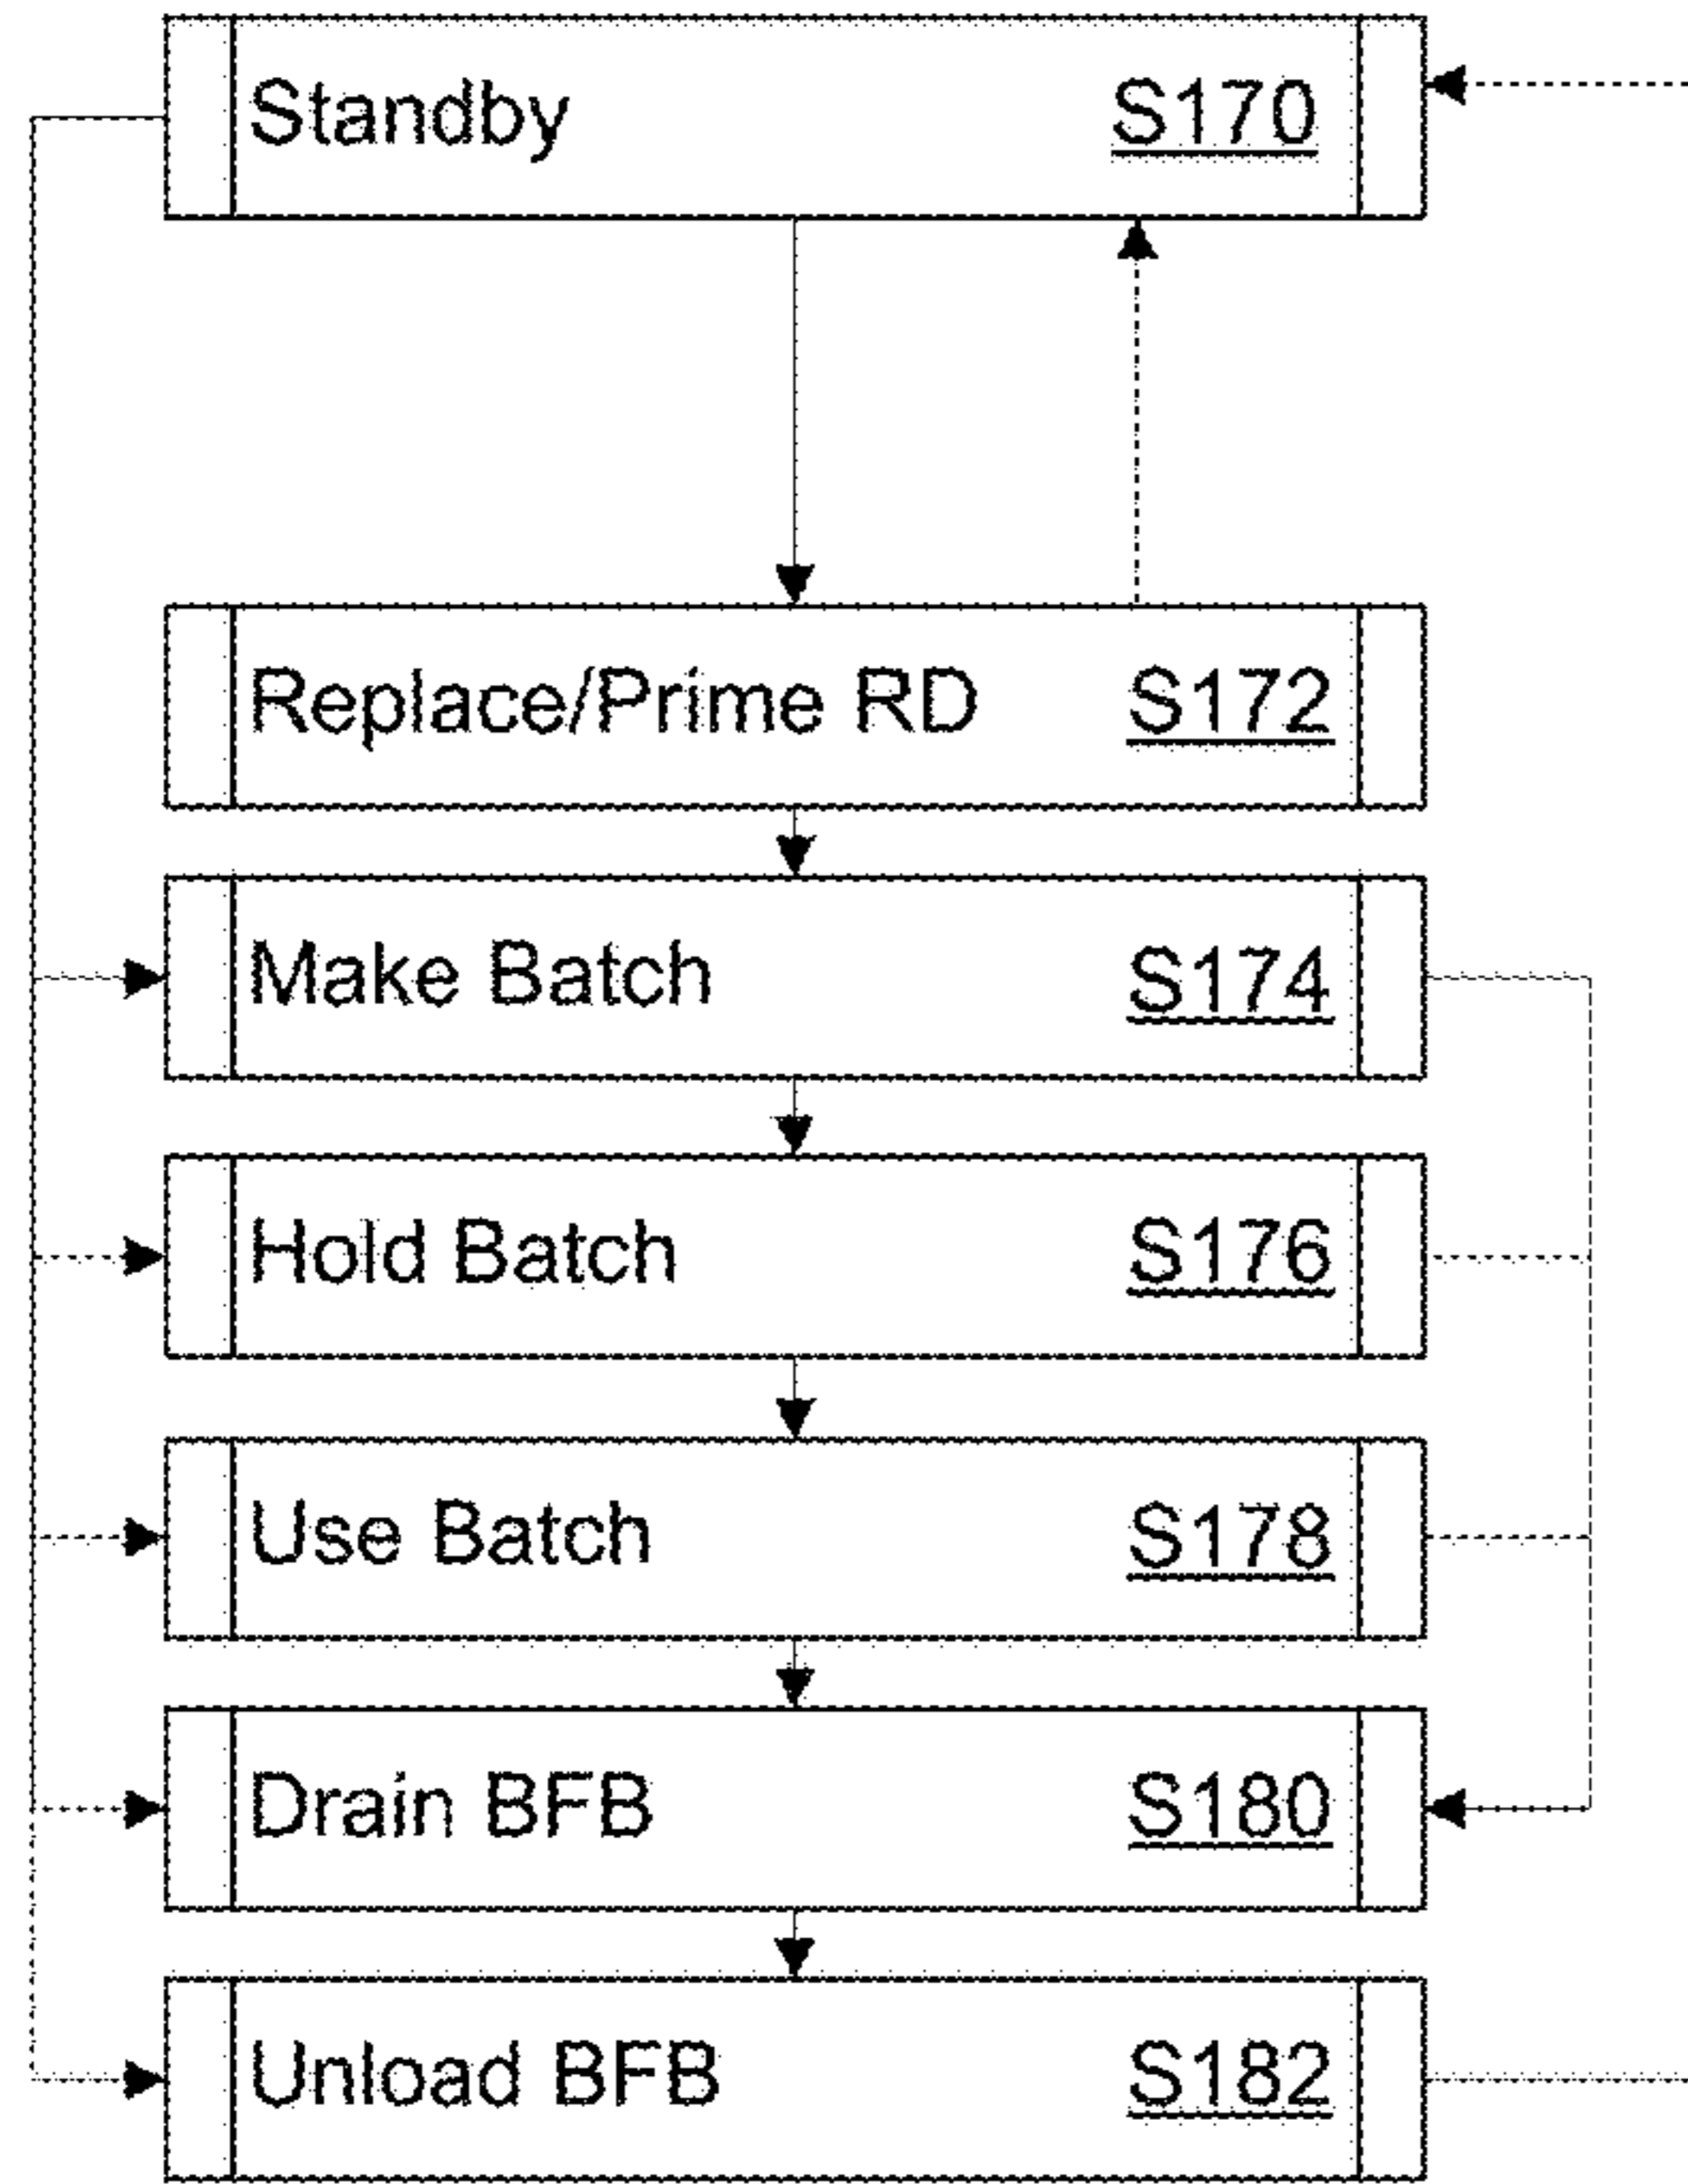 Standby S170
Replace/Prime RD S172
Make Batch S174
Hold Batch S176
Use Batch S178
Drain BFB S180
Unload BFB S182